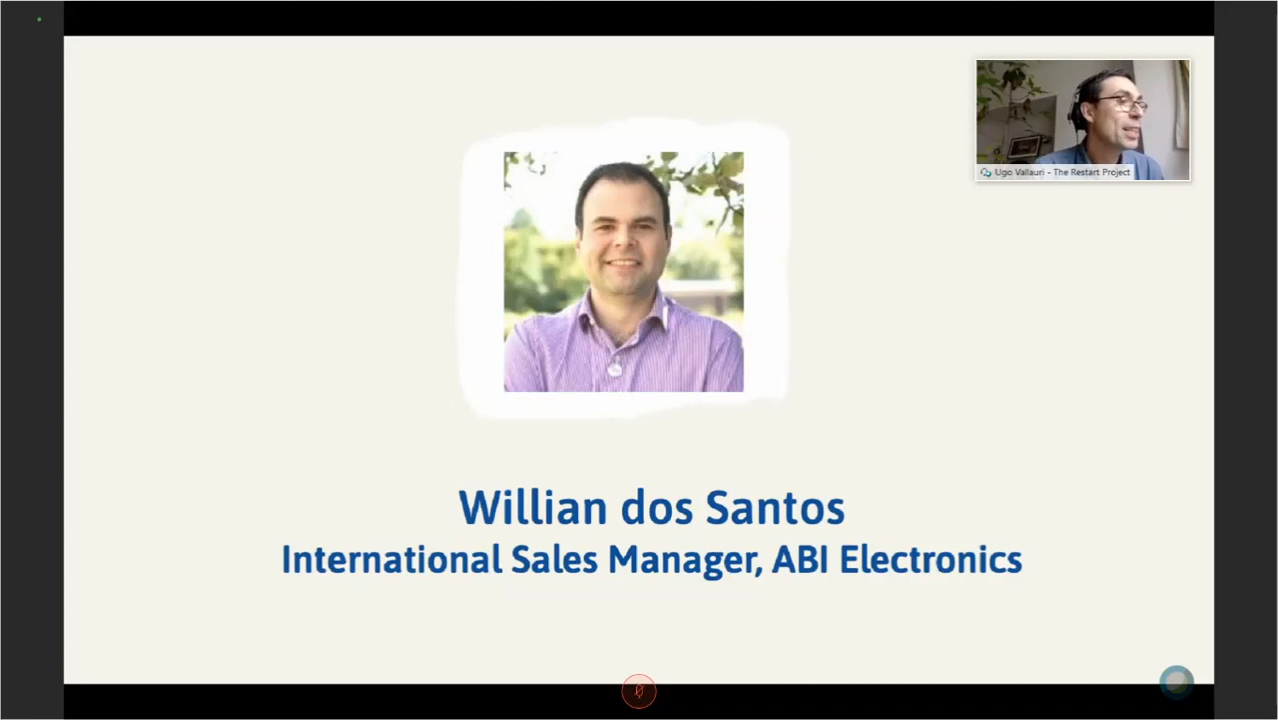 Ugo Vallauri - The Restart Project
Willian dos Santos
International Sales Manager, ABI Electronics